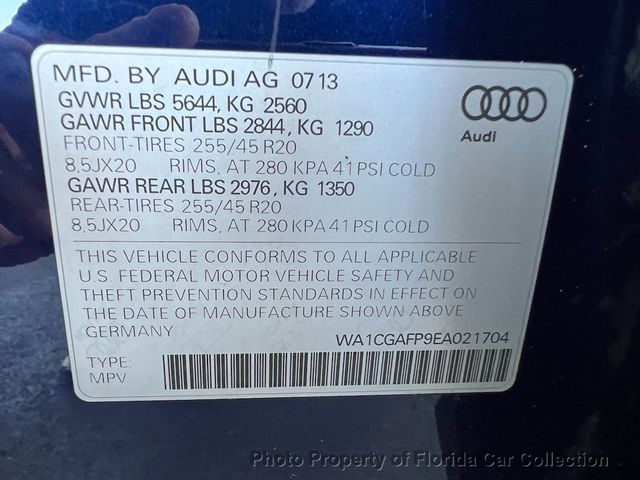 MFD. BY AUDI AG 07 13
GVWR LBS 5644, KG 2560
GAWR FRONT LBS 2844, KG 1290
FRONT-TIRES 255/45 R20
8,5JX20 RIMS, AT 280 KPA 41 PSI COLD
GAWR REAR LBS 2976, KG 1350
REAR-TIRES 255/45 R20
8,5JX20 RIMS, AT 280 KPA 41 PSI COLD
Audi
THIS VEHICLE CONFORMS TO ALL APPLICABLE
U.S. FEDERAL MOTOR VEHICLE SAFETY AND
THEFT PREVENTION STANDARDS IN EFFECT ON
THE DATE OF MANUFACTURE SHOWN ABOVE
GERMANY
WA1CGAFP9EA021704
TYPE:
MPV
Photo Property of Florida Car Collection